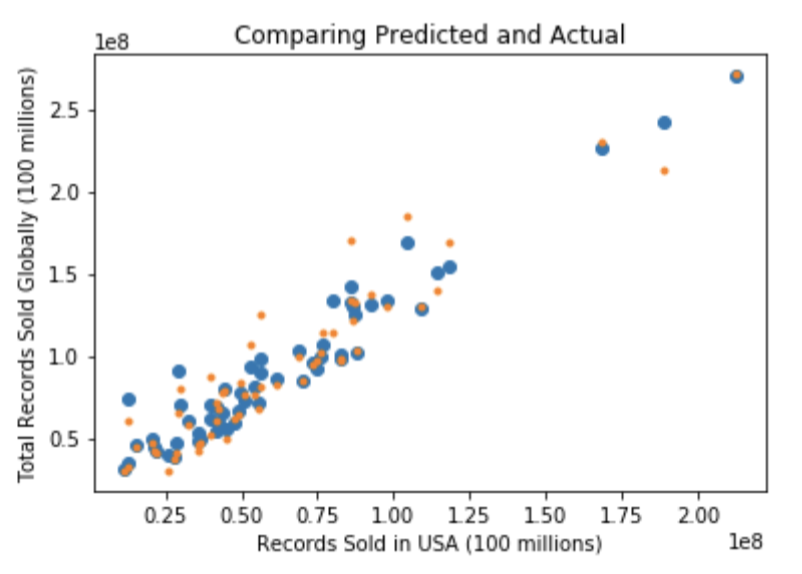 Comparing Predicted and Actual
1e8
Total Records Sold Globally (100 millions)
2.5
2.0
1.5
1.0
0.5
0.25 0.50 0.75 1.00 1.25 1.50 1.75 2.00
Records Sold in USA (100 millions)
1e8